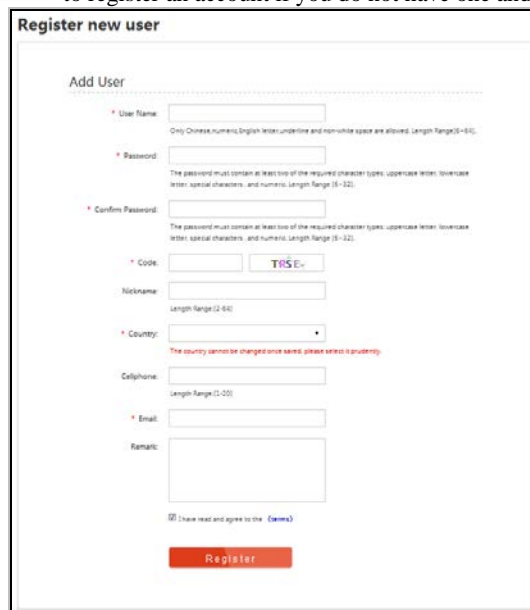 to register an account if you do not have one and
Register new user
Add User
* User Name:
Only Chinese,numeric,English letter,underline and non-white space are allowed. Length Range[6~64].
* Password:
The password must contain at least two of the required character types: uppercase letter, lowercase
letter, special characters , and numeric. Length Range [6~32].
* Confirm Password:
The password must contain at least two of the required character types: uppercase letter, lowercase
letter, special characters , and numeric. Length Range [6~32].
* Code:
TRSE
Nickname:
Length Range:[2-64]
* Country:
The country cannot be changed once saved, please select it prudently.
Cellphone:
Length Range:[1-20]
* Email:
Remark:
I have read and agree to the (terms)
Register